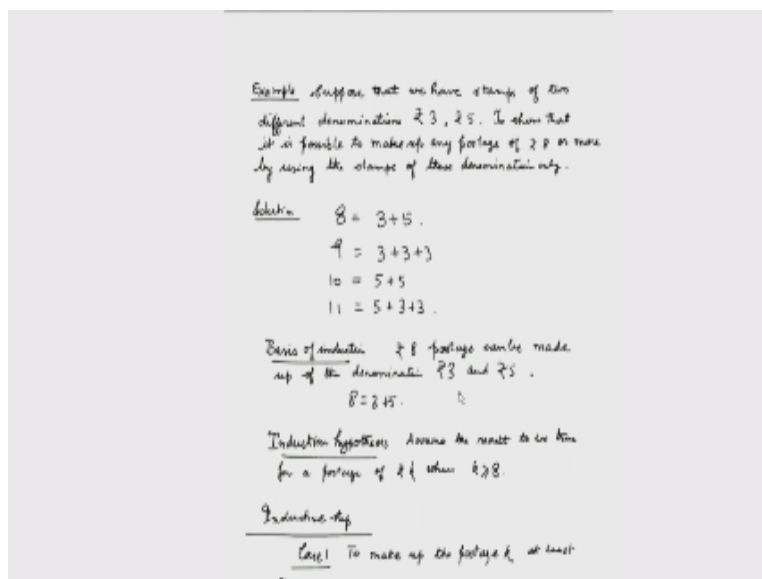 Example Suppose that we have stamps of two
different denominations ₹3, ₹5. To show that
it is possible to make up any postage of ₹8 or more
by using the stamps of these denomination only.
Solution 8 = 3+5.
9 = 3+3+3
10 = 5+5
11 = 5+3+3.
Basis of induction ₹8 postage can be made
up of the denomination ₹3 and ₹5.
8=3+5.
Induction hypothesis Assume the result to be true
for a postage of ₹k where k≥8.
Inductive step
Case 1 To make up the postage k, at least